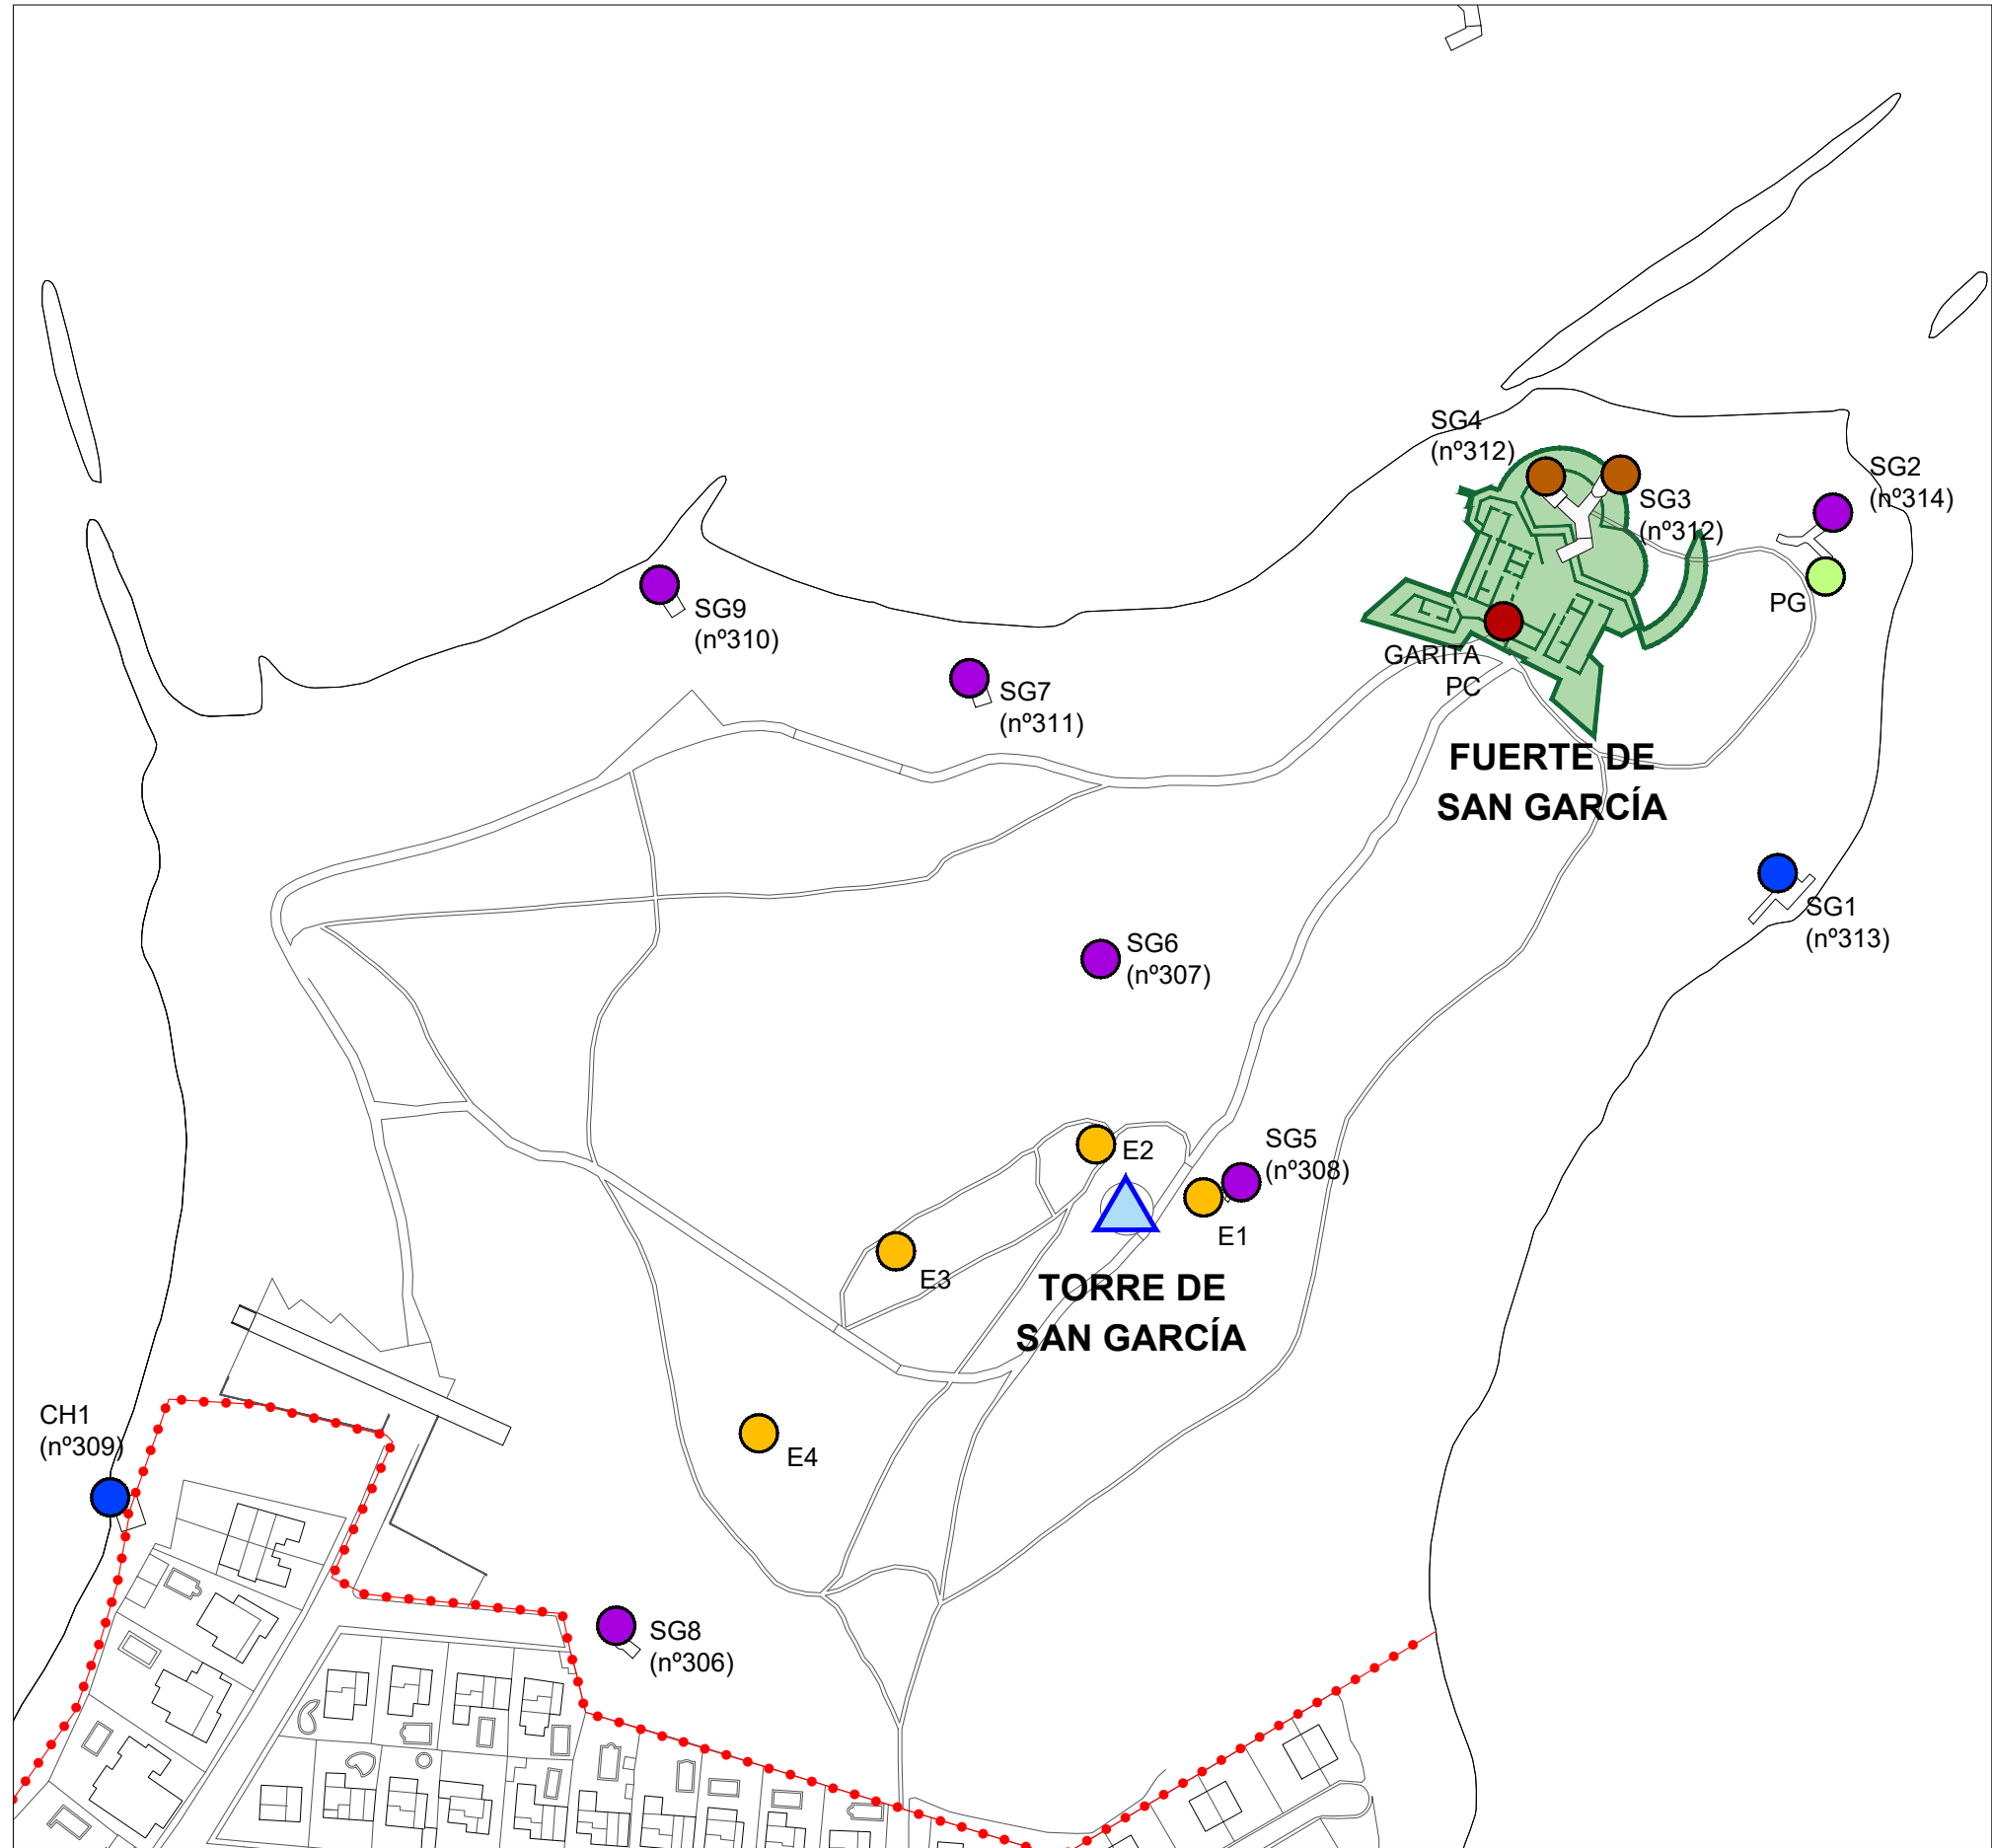 SG4
(nº312)
SG2
(nº314)
SG3
(nº312)
PG
SG9
(nº310)
GARITA
PC
SG7
(nº311)
FUERTE DE
SAN GARCÍA
SG1
(nº313)
SG6
(nº307)
E2
SG5
(nº308)
E1
E3
TORRE DE
SAN GARCÍA
CH1
(nº309)
E4
SG8
(nº306)